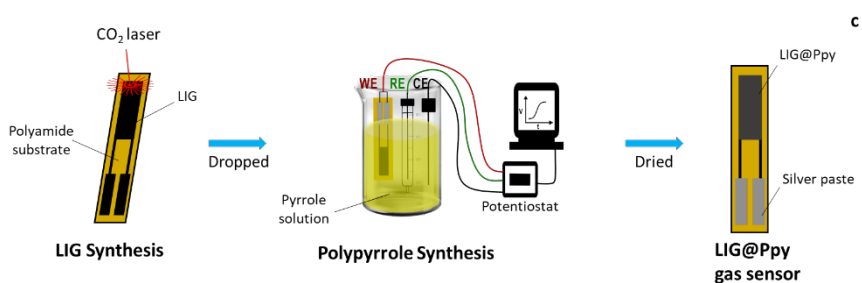 c
CO2 laser
LIG
Polyamide
substrate
LIG Synthesis
Dropped
WE RE CE
V
t
Pyrrole
solution
Potentiostat
Polypyrrole Synthesis
Dried
LIG@Ppy
Silver paste
LIG@Ppy
gas sensor